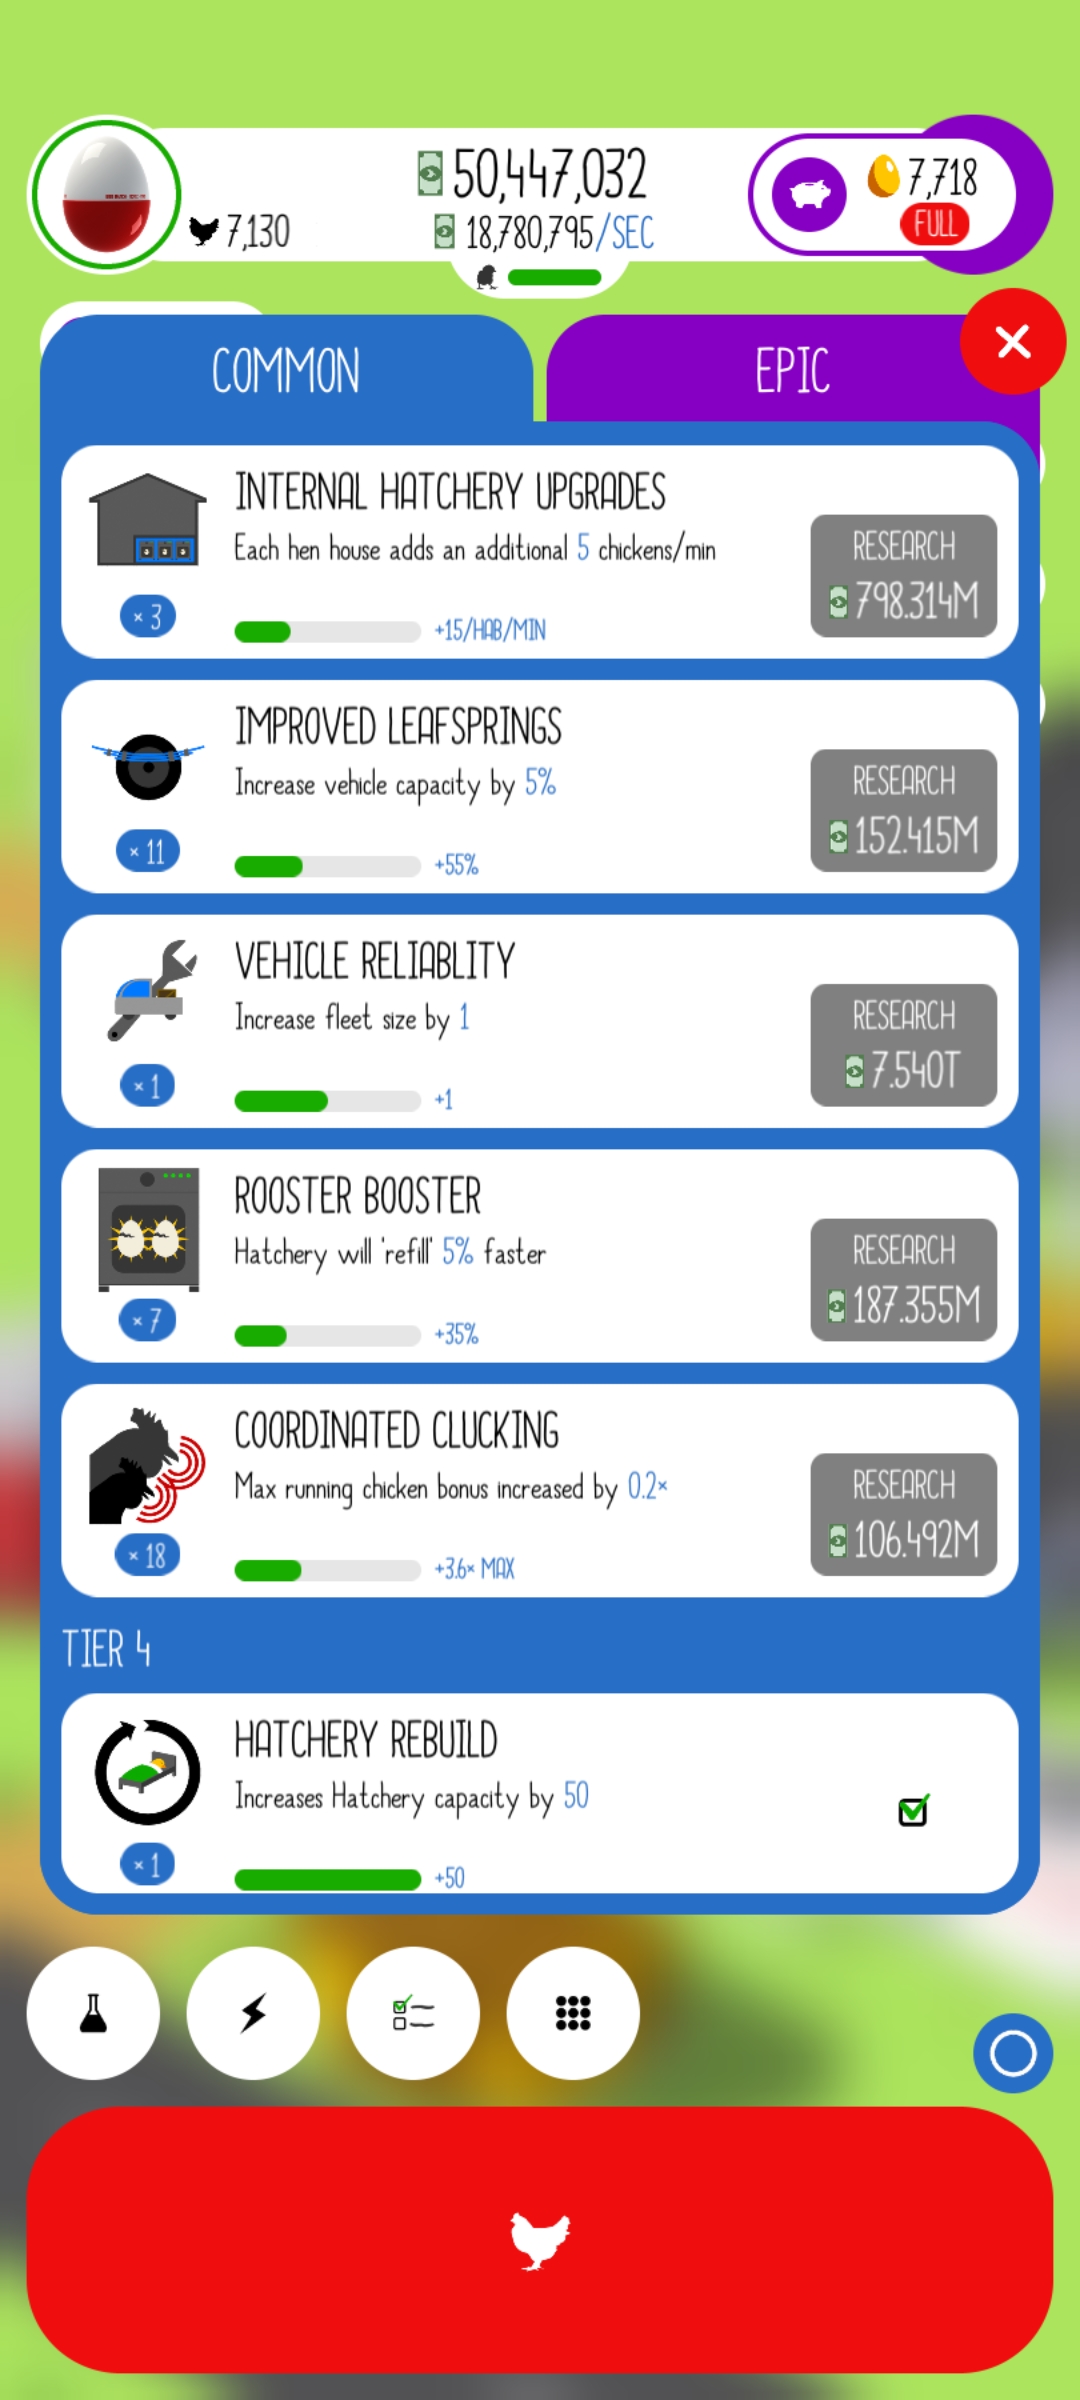 50,447,032
7,130
18,780,795/SEC
7,718
FULL
COMMON
EPIC
INTERNAL HATCHERY UPGRADES
Each hen house adds an additional 5 chickens/min
RESEARCH
798.314M
× 3
+15/HAB/MIN
IMPROVED LEAFSPRINGS
Increase vehicle capacity by 5%
RESEARCH
152.415M
× 11
+55%
VEHICLE RELIABLITY
Increase fleet size by 1
RESEARCH
7.540T
× 1
+1
ROOSTER BOOSTER
Hatchery will 'refill' 5% faster
RESEARCH
187.355M
× 7
+35%
COORDINATED CLUCKING
Max running chicken bonus increased by 0.2×
RESEARCH
106.492M
× 18
+3.6× MAX
TIER 4
HATCHERY REBUILD
Increases Hatchery capacity by 50
× 1
+50